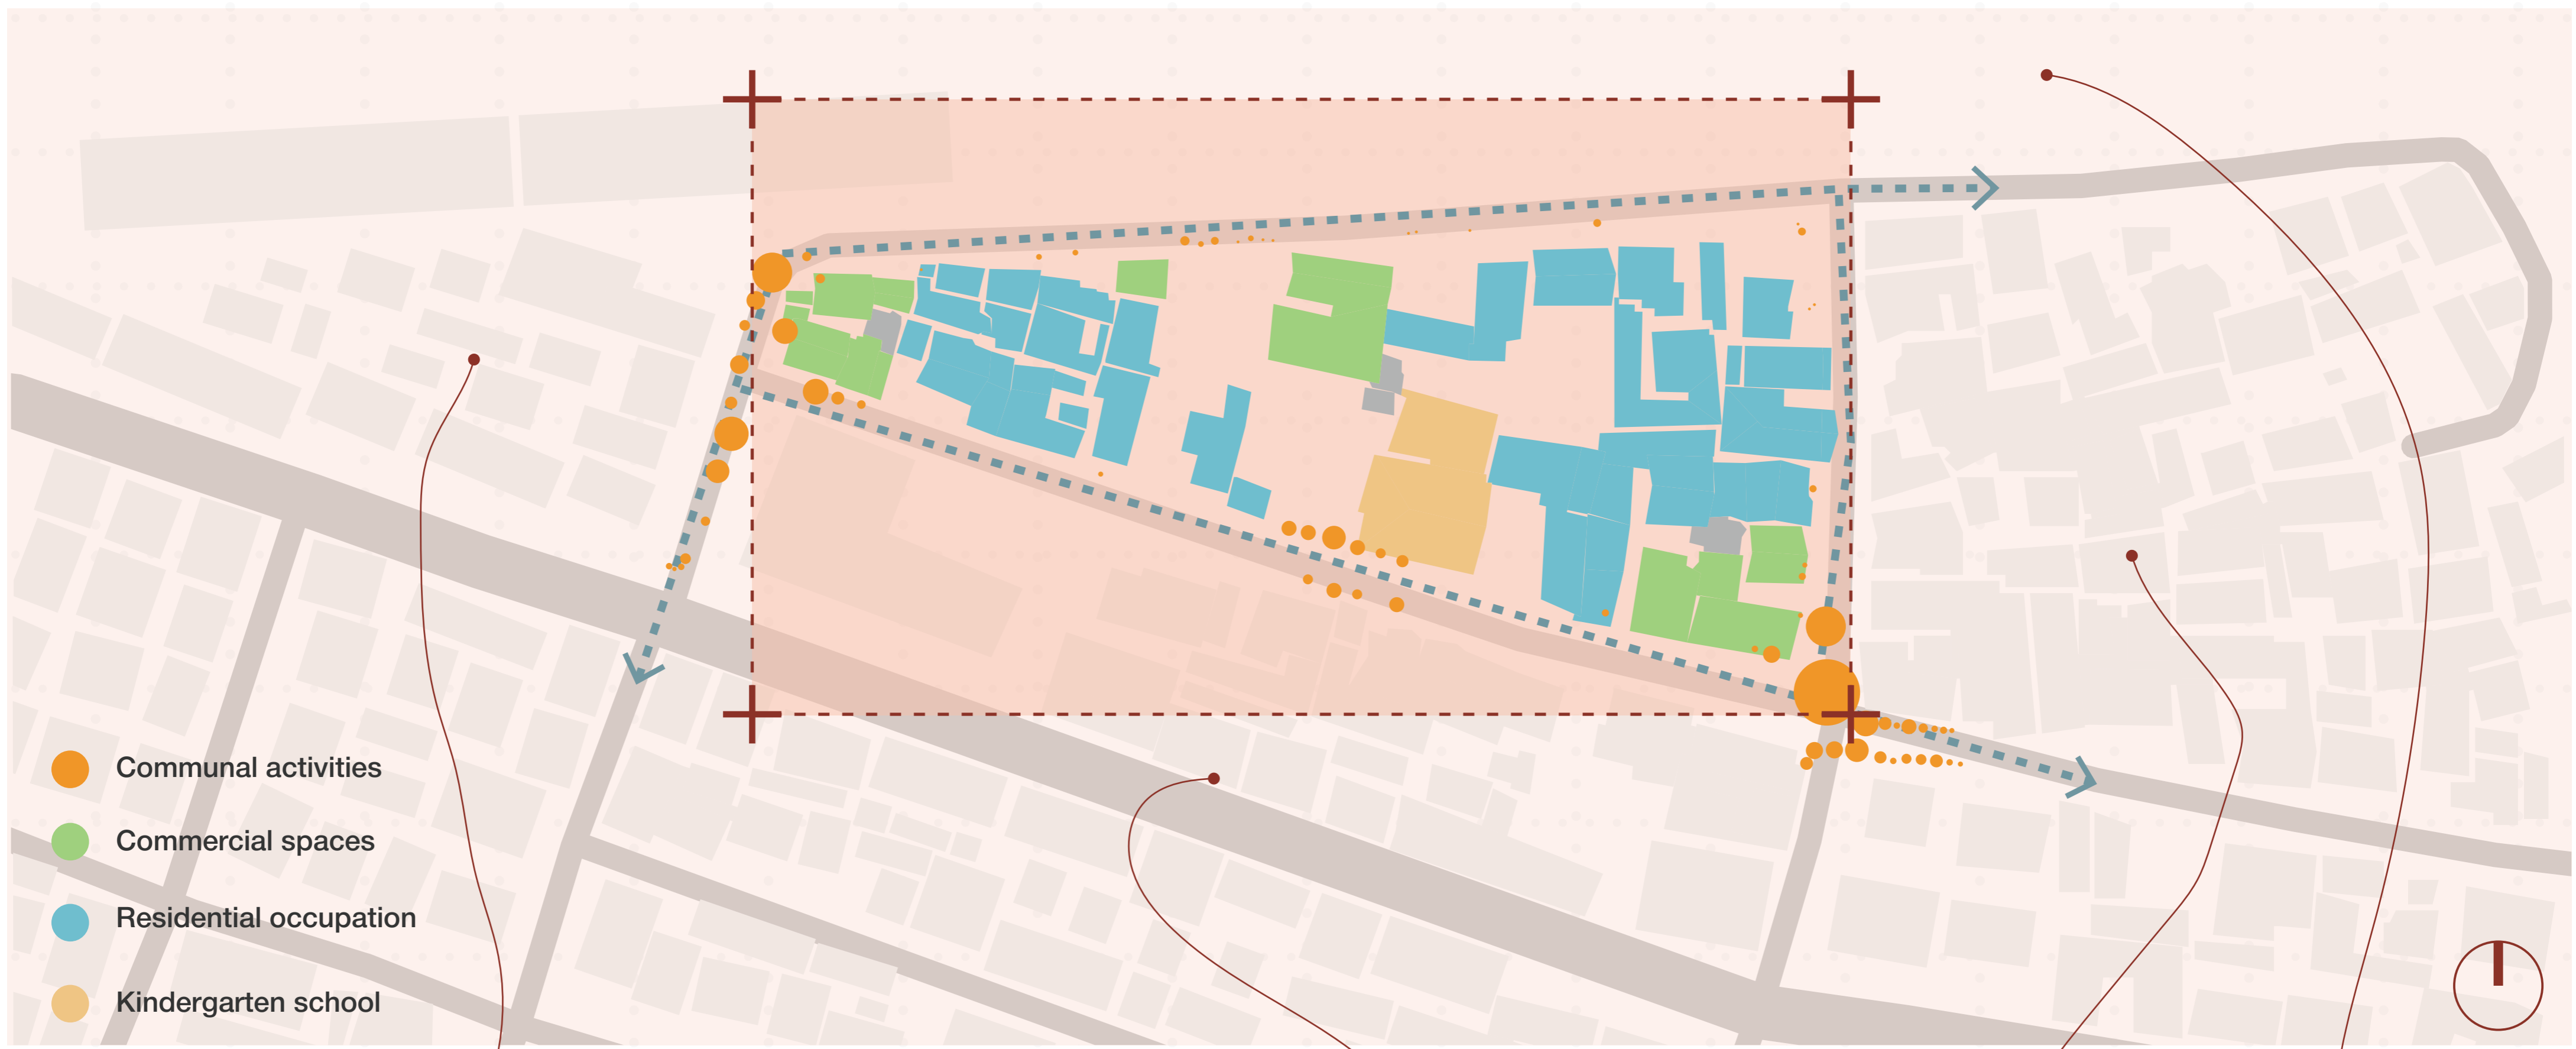 Communal activities
Commercial spaces
Residential occupation
Kindergarten school